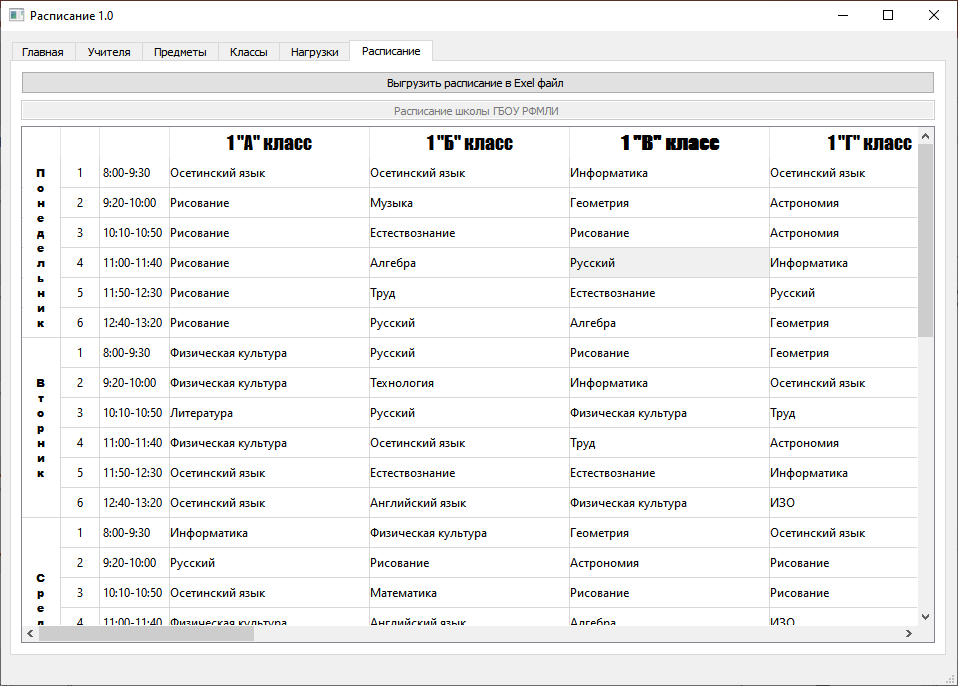 Расписание 1.0
Главная Учителя Предметы Классы Нагрузки Расписание
Выгрузить расписание в Exel файл
Расписание школы ГБОУ РФМЛИ
1 "А" класс 1 "Б" класс 1 "В" класс 1 "Г" класс
Понедельник
1 8:00-9:30 Осетинский язык Осетинский язык Информатика Осетинский язык
2 9:20-10:00 Рисование Музыка Геометрия Астрономия
3 10:10-10:50 Рисование Естествознание Рисование Астрономия
4 11:00-11:40 Рисование Алгебра Русский Информатика
5 11:50-12:30 Рисование Труд Естествознание Русский
6 12:40-13:20 Рисование Русский Алгебра Геометрия
Вторник
1 8:00-9:30 Физическая культура Русский Рисование Геометрия
2 9:20-10:00 Физическая культура Технология Информатика Осетинский язык
3 10:10-10:50 Литература Русский Физическая культура Труд
4 11:00-11:40 Физическая культура Осетинский язык Труд Астрономия
5 11:50-12:30 Осетинский язык Естествознание Естествознание Информатика
6 12:40-13:20 Осетинский язык Английский язык Физическая культура ИЗО
Сред
1 8:00-9:30 Информатика Физическая культура Геометрия Осетинский язык
2 9:20-10:00 Русский Рисование Астрономия Рисование
3 10:10-10:50 Осетинский язык Математика Рисование Рисование
4 11:00-11:40 Физическая культура Английский язык Алгебра ИЗО